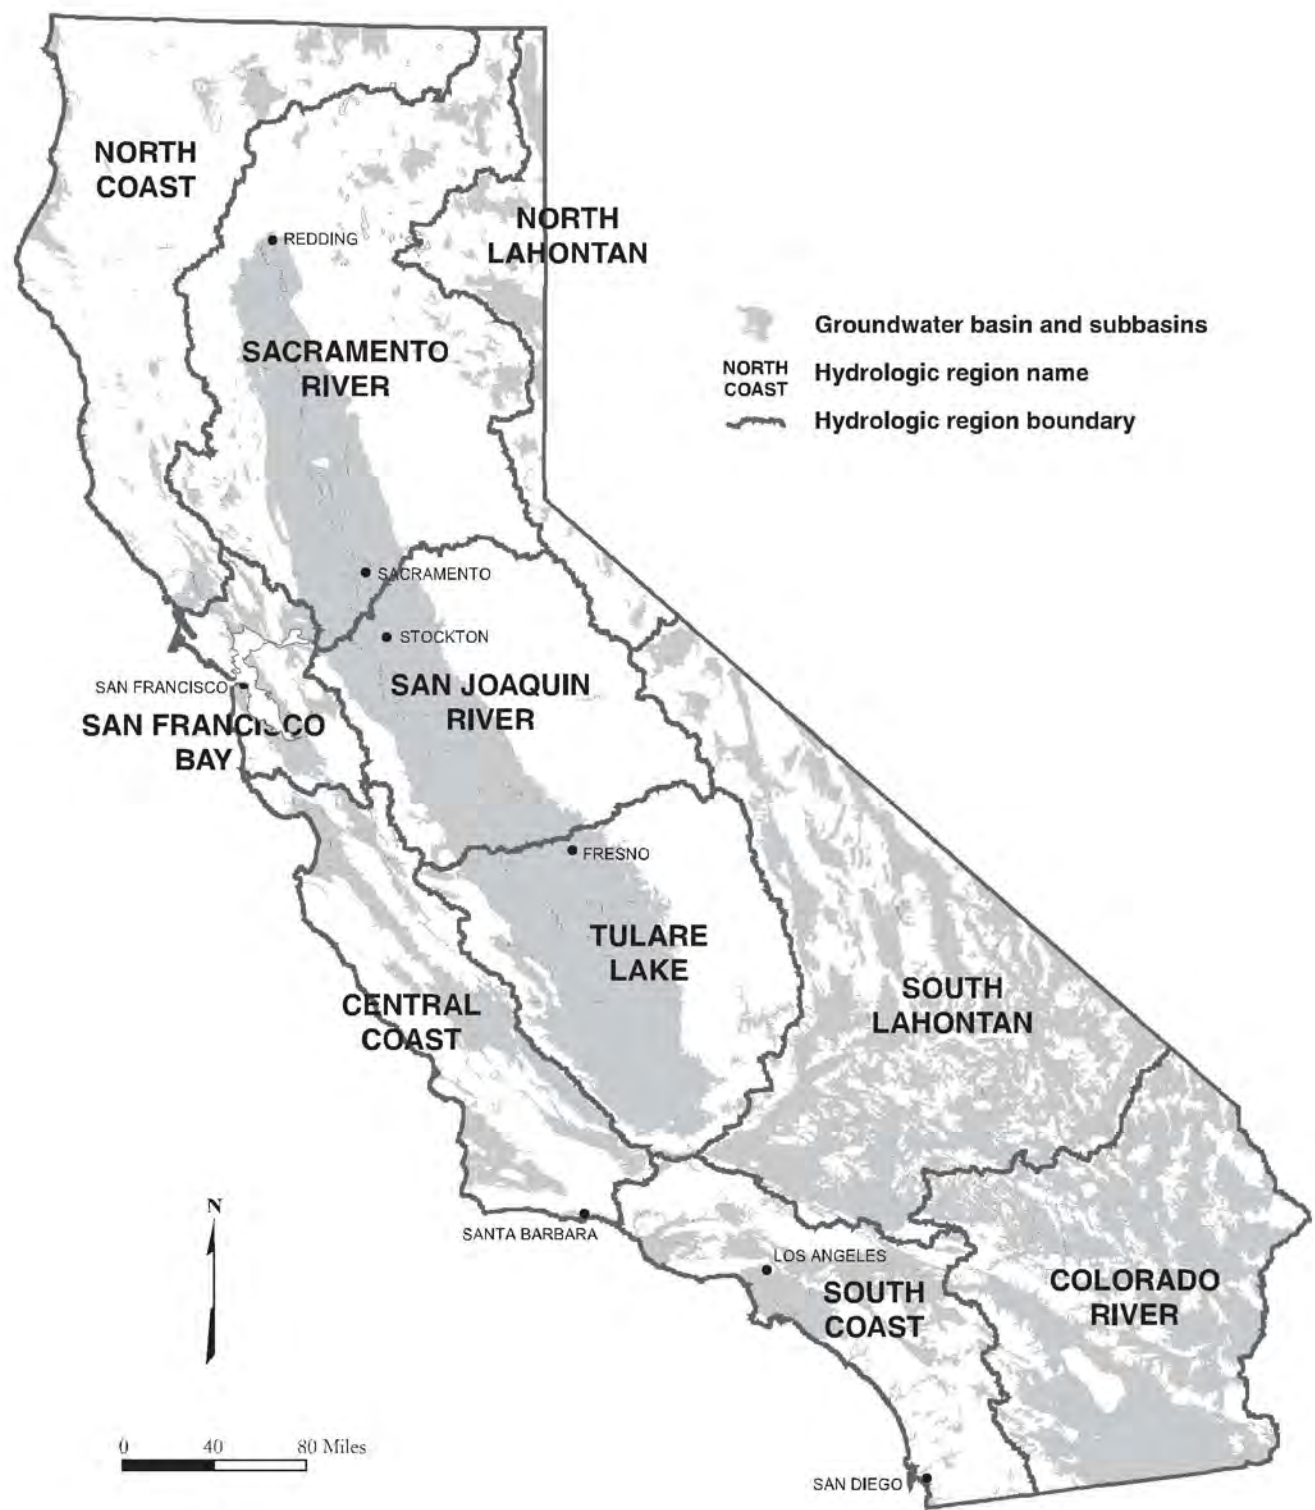 NORTH
COAST
REDDING
NORTH
LAHONTAN
SACRAMENTO
RIVER
Groundwater basin and subbasins
NORTH
COAST
Hydrologic region name
Hydrologic region boundary
SACRAMENTO
STOCKTON
SAN FRANCISCO
SAN JOAQUIN
RIVER
SAN FRANCISCO
BAY
FRESNO
TULARE
LAKE
CENTRAL
COAST
SOUTH
LAHONTAN
N
SANTA BARBARA
LOS ANGELES
SOUTH
COAST
COLORADO
RIVER
0 40 80 Miles
SAN DIEGO